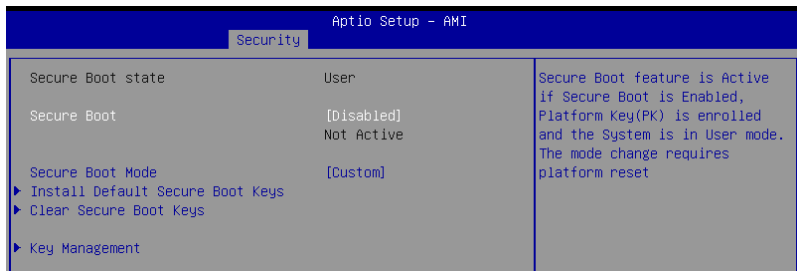 Aptio Setup – AMI
Security
Secure Boot state User
Secure Boot [Disabled]
Not Active
Secure Boot Mode [Custom]
Install Default Secure Boot Keys
Clear Secure Boot Keys
Key Management
Secure Boot feature is Active
if Secure Boot is Enabled,
Platform Key(PK) is enrolled
and the System is in User mode.
The mode change requires
platform reset